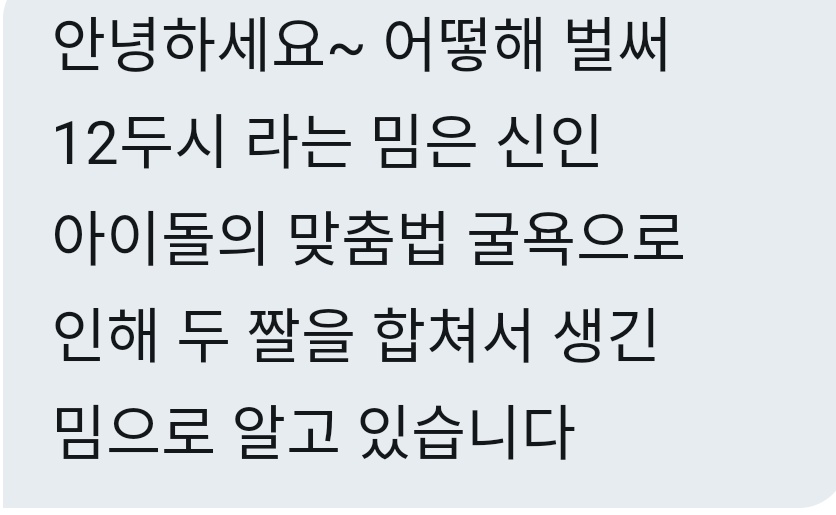 안녕하세요~ 어떻해 벌써
12두시 라는 밈은 신인
아이돌의 맞춤법 굴욕으로
인해 두 짤을 합쳐서 생긴
밈으로 알고 있습니다